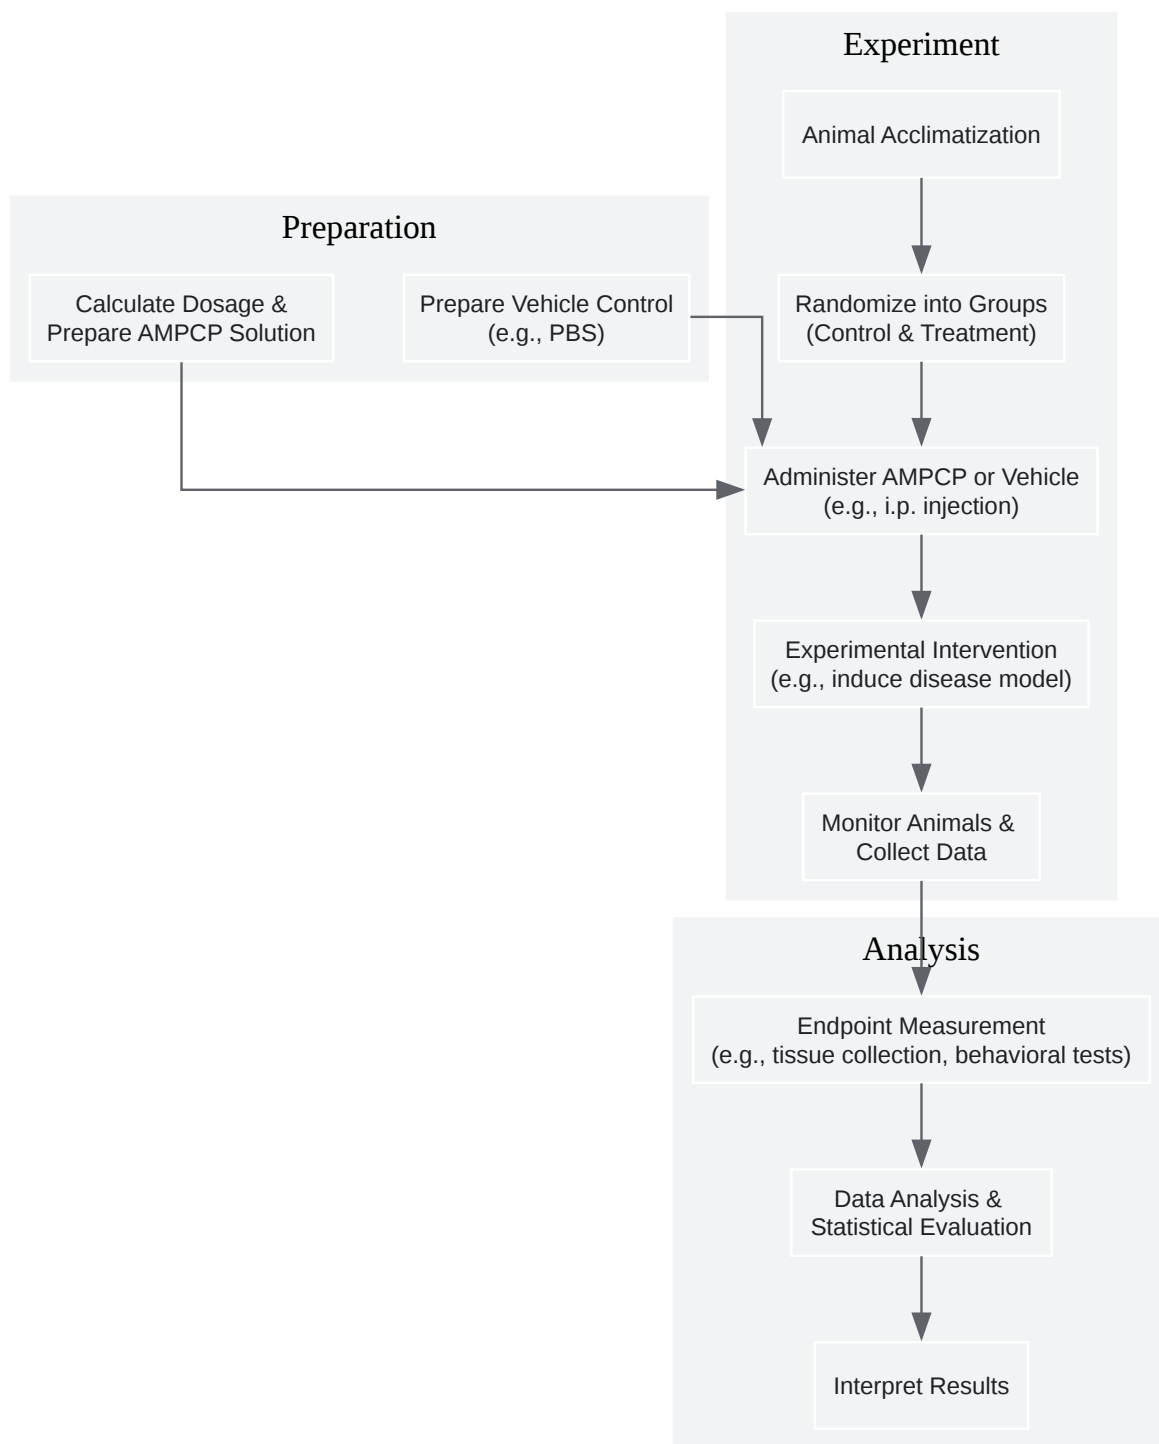 Experiment
Animal Acclimatization
Preparation
Calculate Dosage &
Prepare AMPCP Solution
Prepare Vehicle Control
(e.g., PBS)
Randomize into Groups
(Control & Treatment)
Administer AMPCP or Vehicle
(e.g., i.p. injection)
Experimental Intervention
(e.g., induce disease model)
Monitor Animals &
Collect Data
Analysis
Endpoint Measurement
(e.g., tissue collection, behavioral tests)
Data Analysis &
Statistical Evaluation
Interpret Results